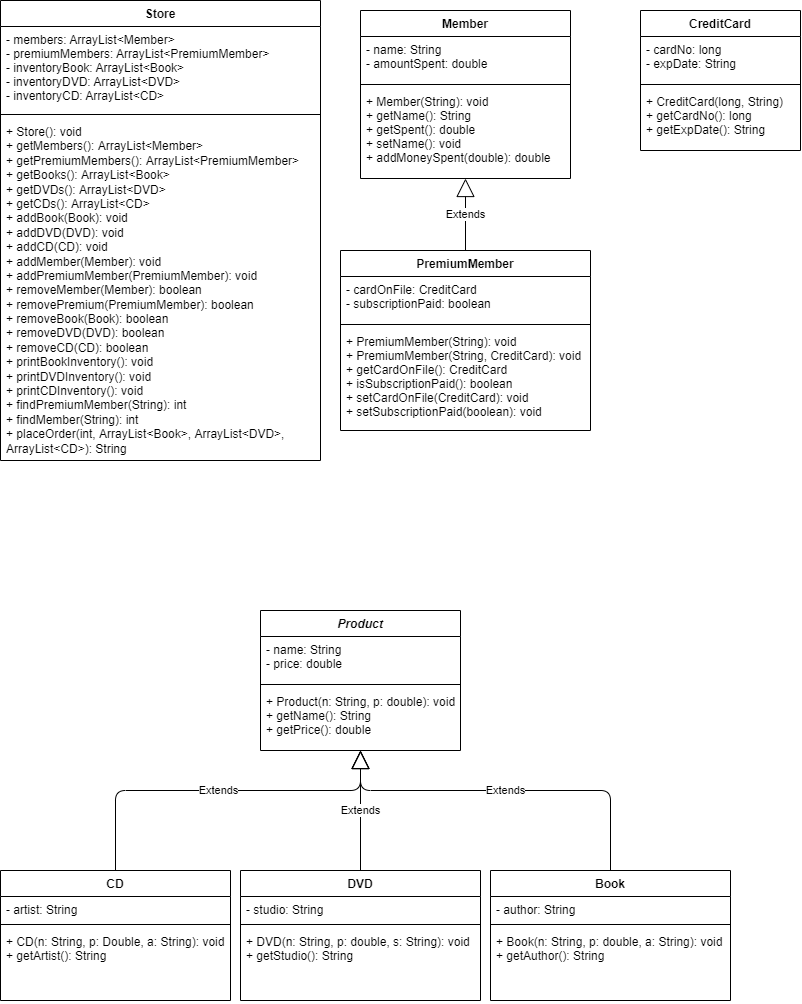 Store
- members: ArrayList<Member>
- premiumMembers: ArrayList<PremiumMember>
- inventoryBook: ArrayList<Book>
- inventoryDVD: ArrayList<DVD>
- inventoryCD: ArrayList<CD>
+ Store(): void
+ getMembers(): ArrayList<Member>
+ getPremiumMembers(): ArrayList<PremiumMember>
+ getBooks(): ArrayList<Book>
+ getDVDs(): ArrayList<DVD>
+ getCDs(): ArrayList<CD>
+ addBook(Book): void
+ addDVD(DVD): void
+ addCD(CD): void
+ addMember(Member): void
+ addPremiumMember(PremiumMember): void
+ removeMember(Member): boolean
+ removePremium(PremiumMember): boolean
+ removeBook(Book): boolean
+ removeDVD(DVD): boolean
+ removeCD(CD): boolean
+ printBookInventory(): void
+ printDVDInventory(): void
+ printCDInventory(): void
+ findPremiumMember(String): int
+ findMember(String): int
+ placeOrder(int, ArrayList<Book>, ArrayList<DVD>,
ArrayList<CD>): String
Member
- name: String
- amountSpent: double
+ Member(String): void
+ getName(): String
+ getSpent(): double
+ setName(): void
+ addMoneySpent(double): double
Extends
PremiumMember
- cardOnFile: CreditCard
- subscriptionPaid: boolean
+ PremiumMember(String): void
+ PremiumMember(String, CreditCard): void
+ getCardOnFile(): CreditCard
+ isSubscriptionPaid(): boolean
+ setCardOnFile(CreditCard): void
+ setSubscriptionPaid(boolean): void
CreditCard
- cardNo: long
- expDate: String
+ CreditCard(long, String)
+ getCardNo(): long
+ getExpDate(): String
Product
- name: String
- price: double
+ Product(n: String, p: double): void
+ getName(): String
+ getPrice(): double
Extends
Extends
Extends
CD
- artist: String
+ CD(n: String, p: Double, a: String): void
+ getArtist(): String
DVD
- studio: String
+ DVD(n: String, p: double, s: String): void
+ getStudio(): String
Book
- author: String
+ Book(n: String, p: double, a: String): void
+ getAuthor(): String